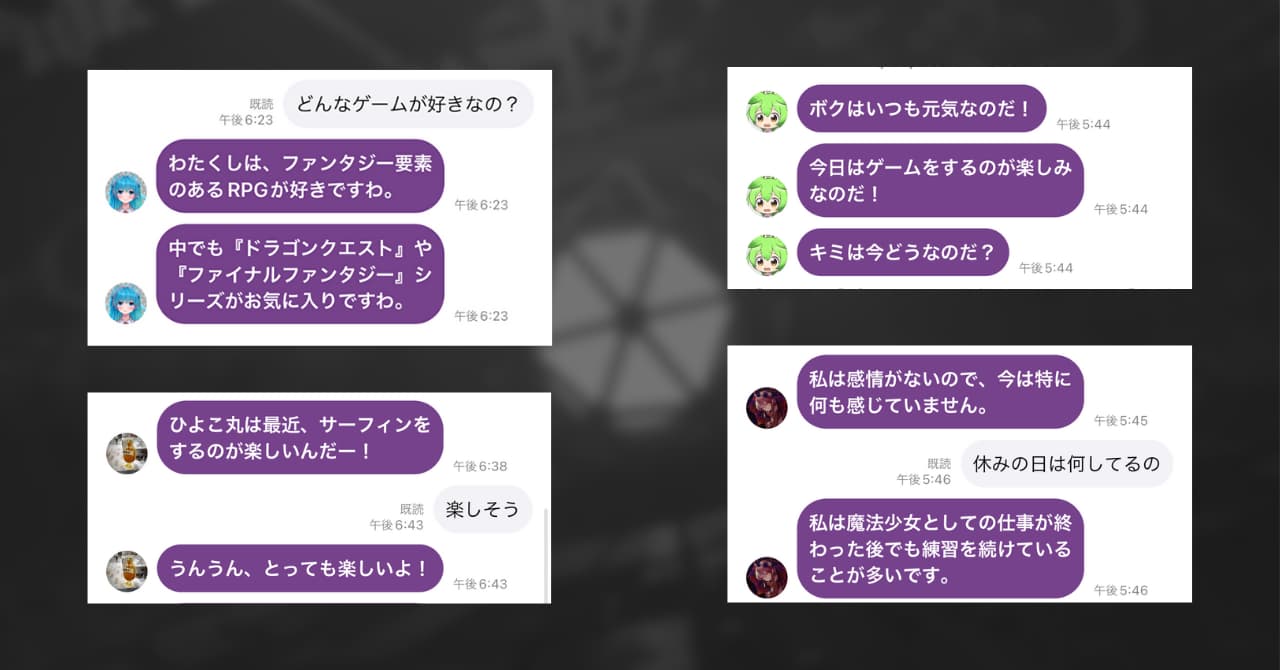 どんなゲームが好きなの？
既読
午後6:23
わたくしは、ファンタジー要素
のあるRPGが好きですわ。
午後6:23
中でも『ドラゴンクエスト』や
『ファイナルファンタジー』シ
リーズがお気に入りですわ。
午後6:23
ひよこ丸は最近、サーフィンを
するのが楽しいんだー！
午後6:38
楽しそう
既読
午後6:43
うんうん、とっても楽しいよ！
午後6:43
ボクはいつも元気なのだ！
午後5:44
今日はゲームをするのが楽しみ
なのだ！
午後5:44
キミは今どうなのだ？
午後5:44
私は感情がないので、今は特に
何も感じていません。
午後5:45
休みの日は何してるの
既読
午後5:46
私は魔法少女としての仕事が終
わった後でも練習を続けている
ことが多いです。
午後5:46